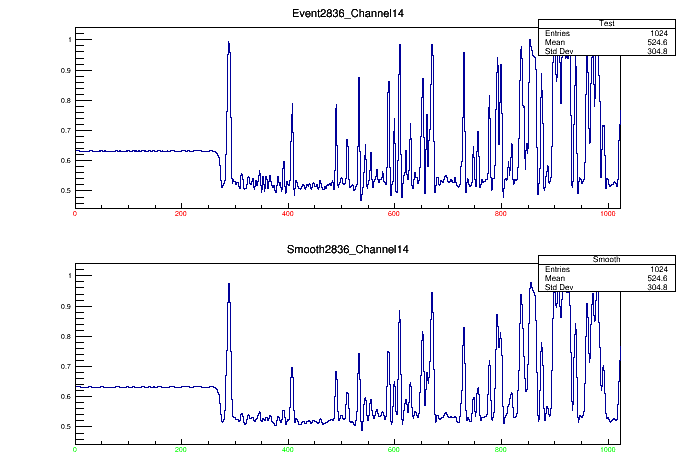 Event2836_Channel14
Test
Entries 1024
Mean 524.6
Std Dev 304.8
1
0.9
0.8
0.7
0.6
0.5
0 200 400 600 800 1000
Smooth2836_Channel14
Smooth
Entries 1024
Mean 524.6
Std Dev 304.8
1
0.9
0.8
0.7
0.6
0.5
0 200 400 600 800 1000